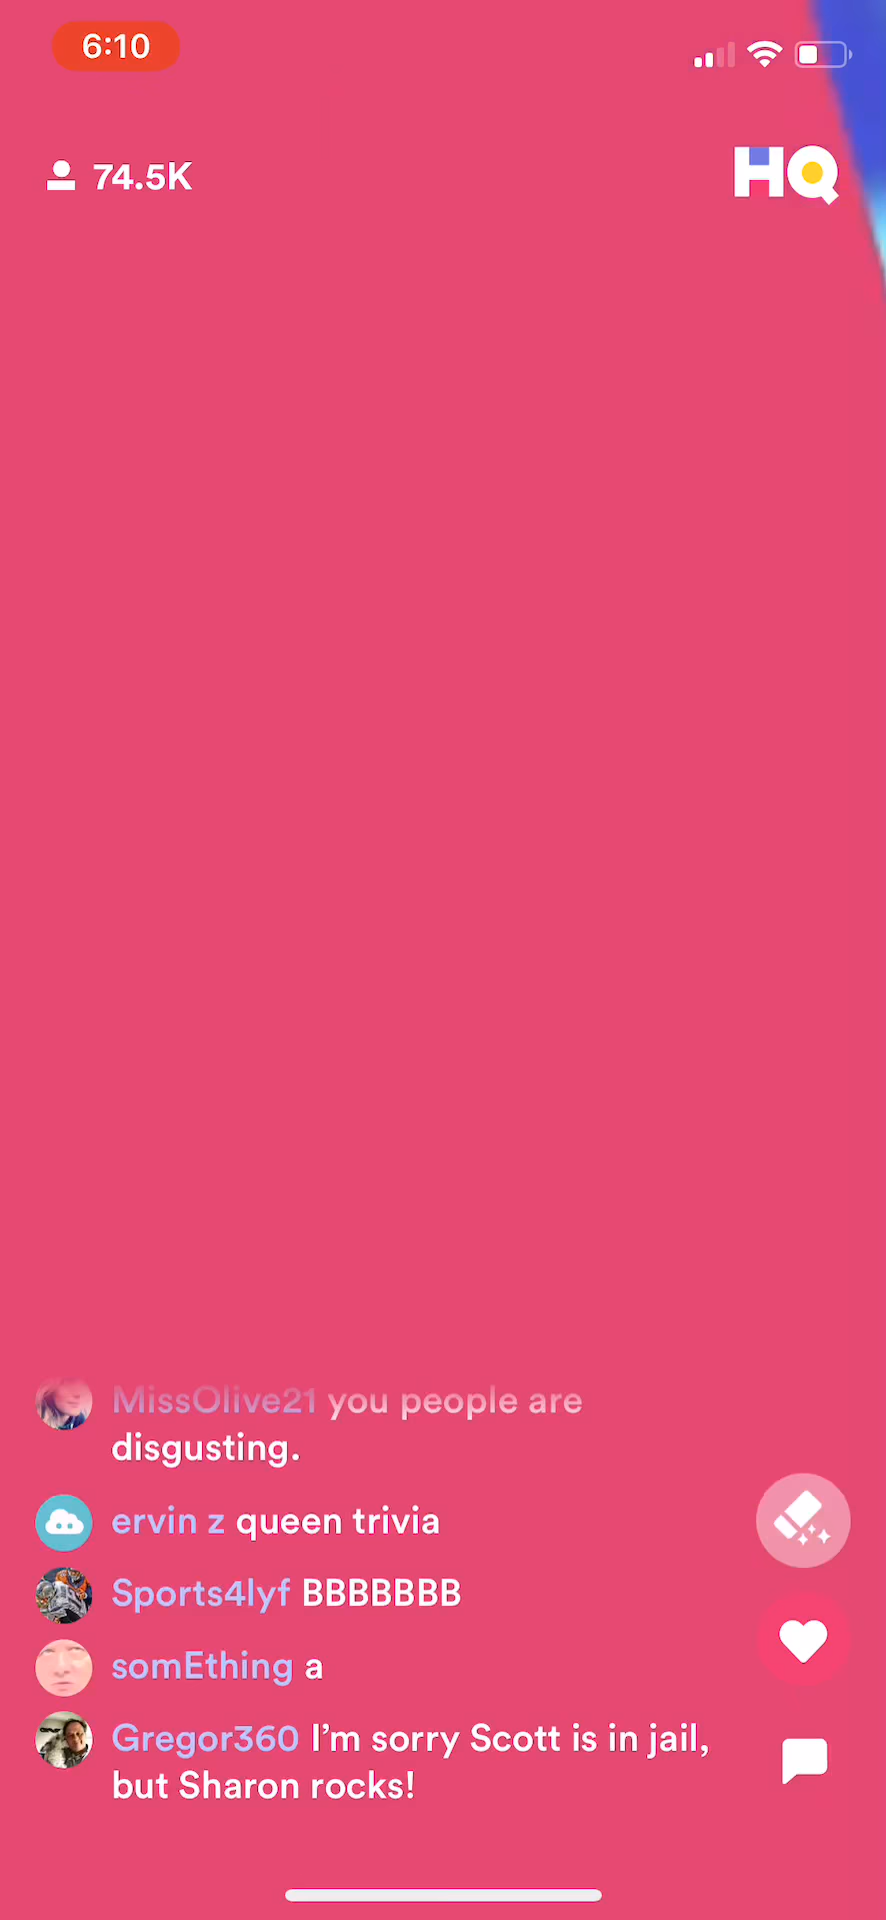 6:10
74.5K
HQ
MissOlive21 you people are
disgusting.
ervin z queen trivia
Sports4lyf BBBBBBB
somEthing a
Gregor360 I’m sorry Scott is in jail,
but Sharon rocks!